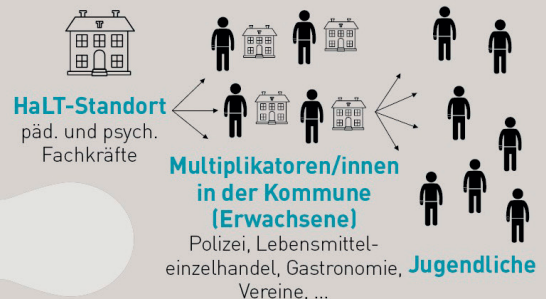 HaLT-Standort
päd. und psych.
Fachkräfte
Multiplikatoren/innen
in der Kommune
(Erwachsene)
Polizei, Lebensmittel-
einzelhandel, Gastronomie,
Vereine, ...
Jugendliche